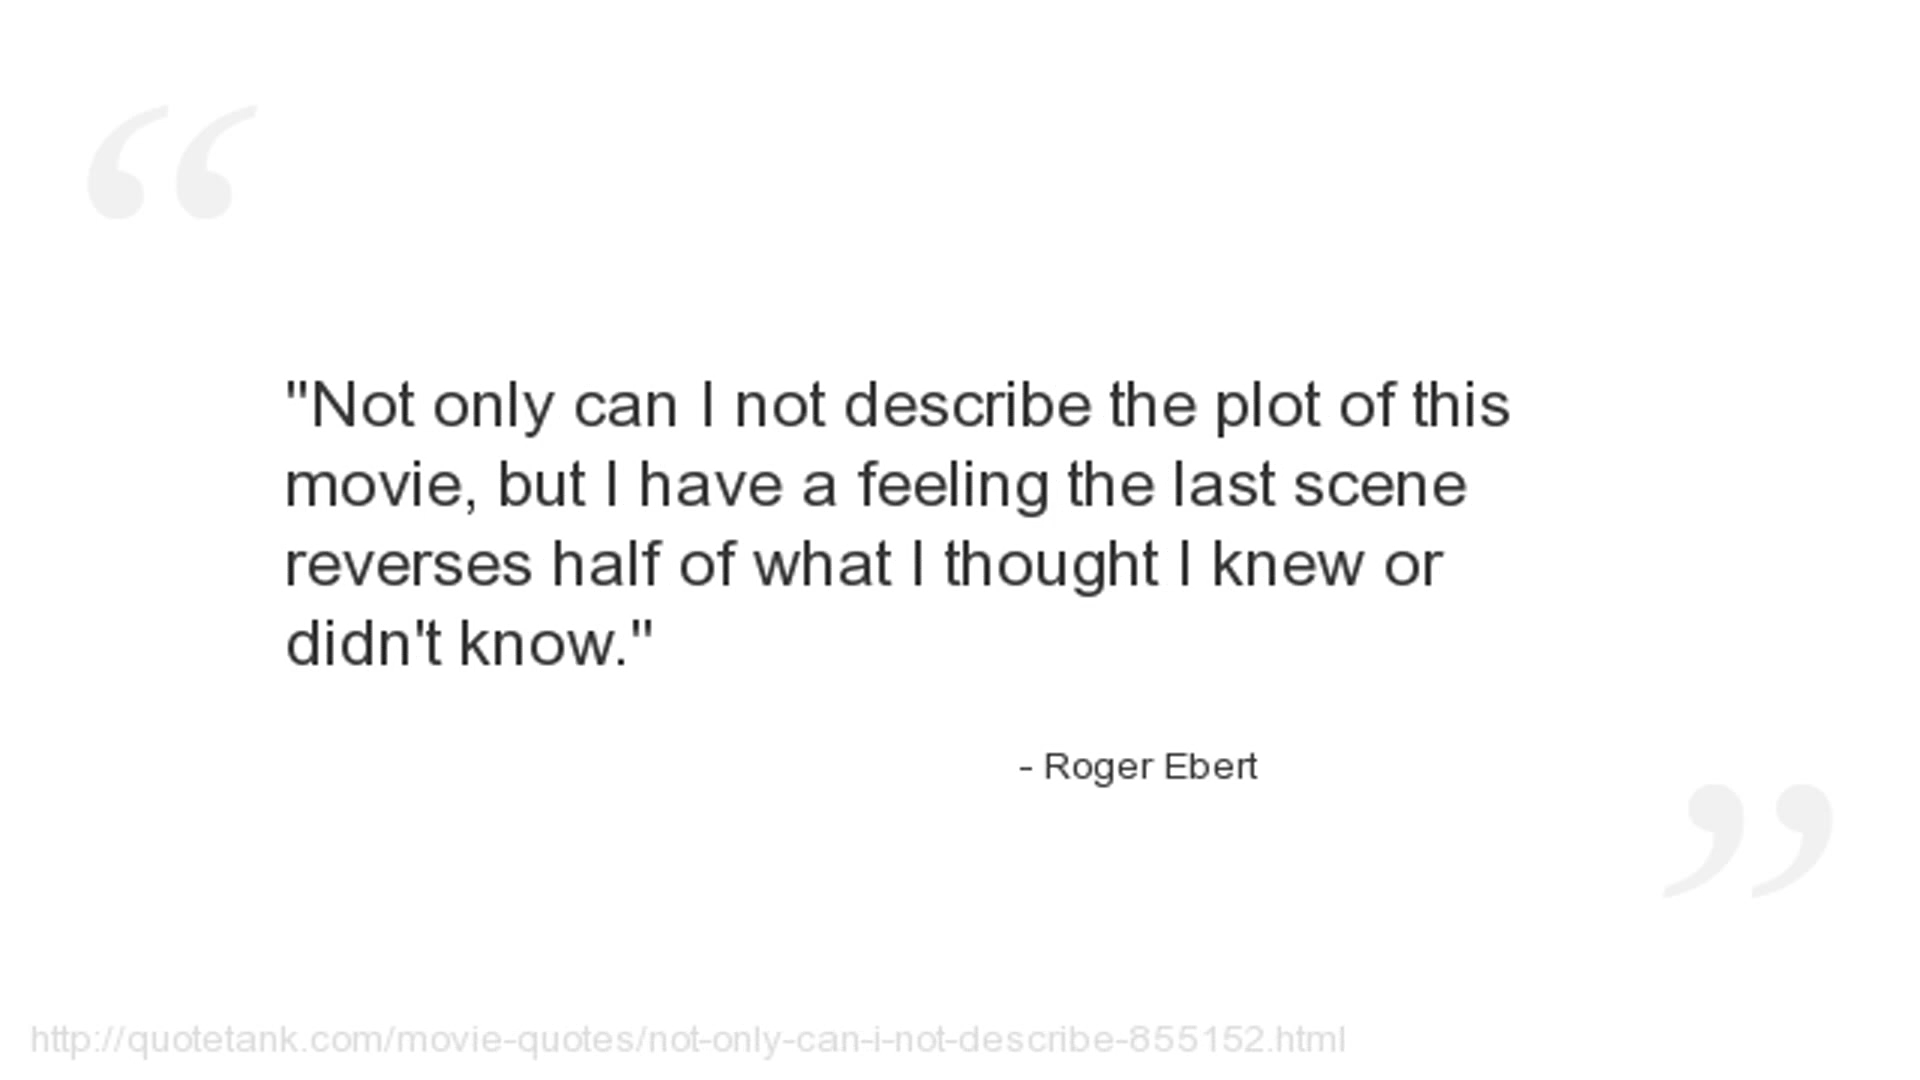 "Not only can I not describe the plot of this
movie, but I have a feeling the last scene
reverses half of what I thought I knew or
didn't know."
- Roger Ebert
http://quotetank.com/movie-quotes/not-only-can-i-not-describe-855152.html